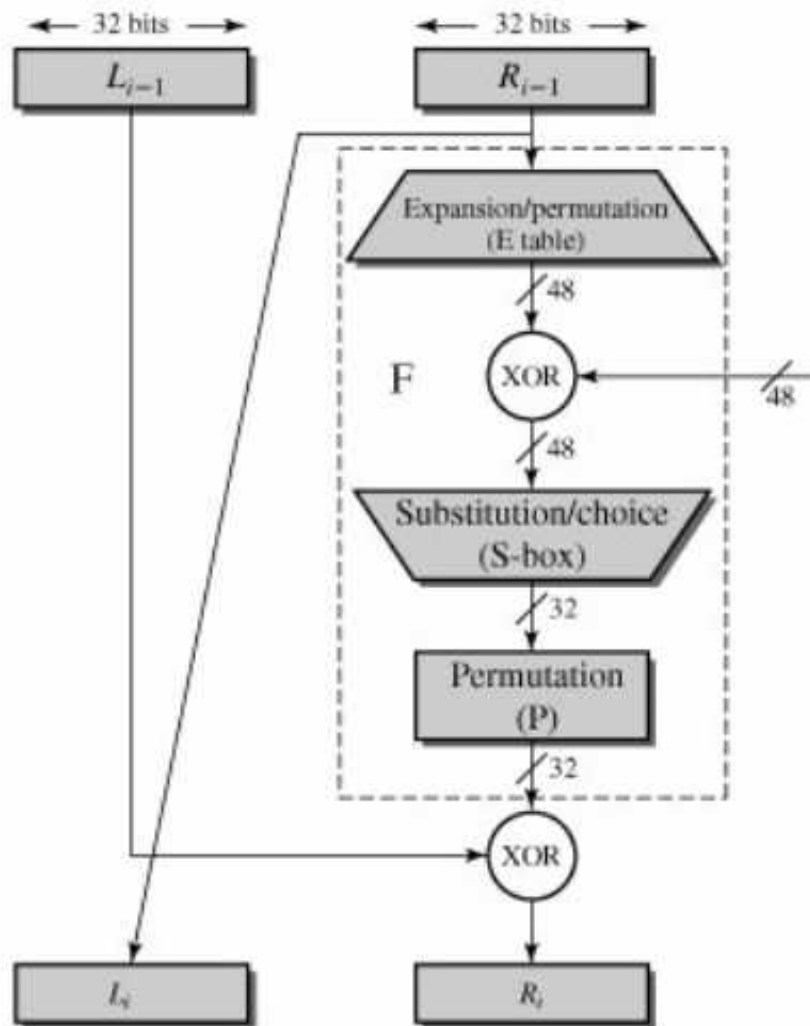 32 bits
32 bits
L_{i-1}
R_{i-1}
Expansion/permutation
(E table)
48
F
XOR
48
48
Substitution/choice
(S-box)
32
Permutation
(P)
32
XOR
L_i
R_i